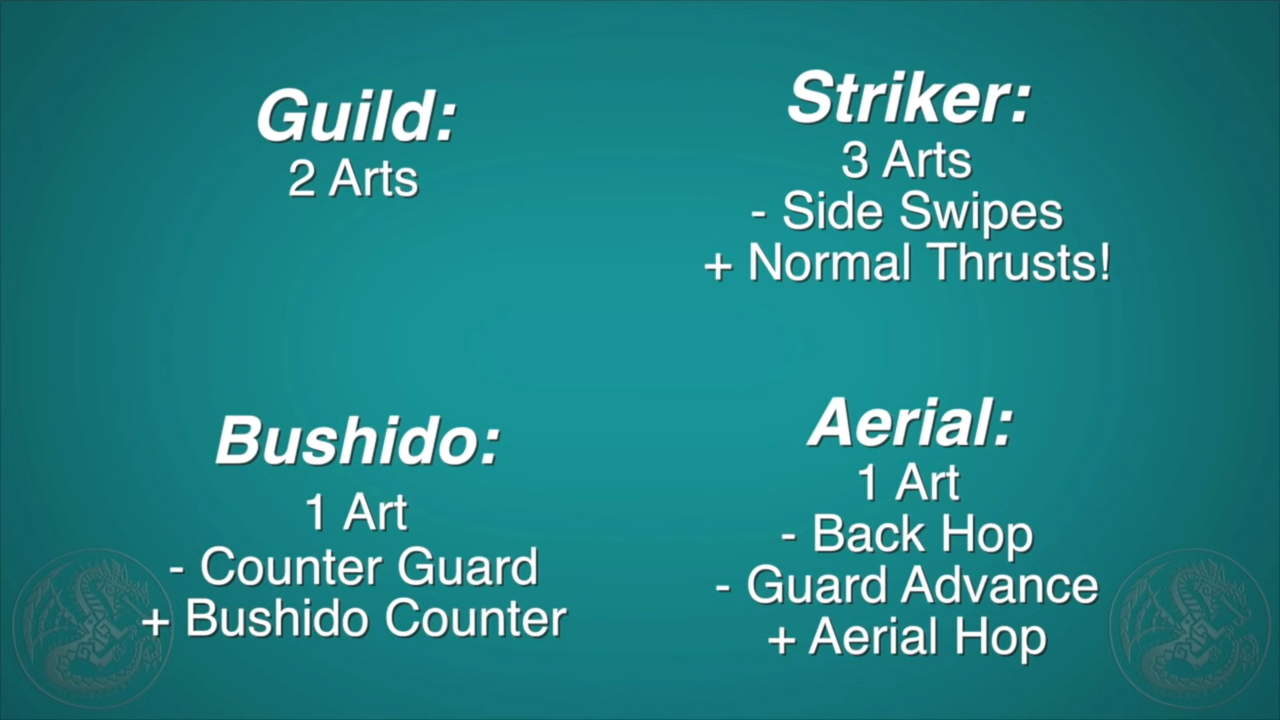 Guild:
2 Arts
Striker:
3 Arts
- Side Swipes
+ Normal Thrusts!
Bushido:
1 Art
- Counter Guard
+ Bushido Counter
Aerial:
1 Art
- Back Hop
- Guard Advance
+ Aerial Hop